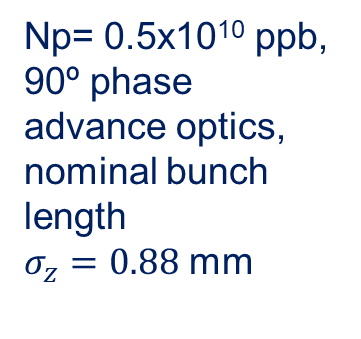 Np= 0.5x10¹⁰ ppb,
90º phase
advance optics,
nominal bunch
length
𝜎𝑧 = 0.88 mm